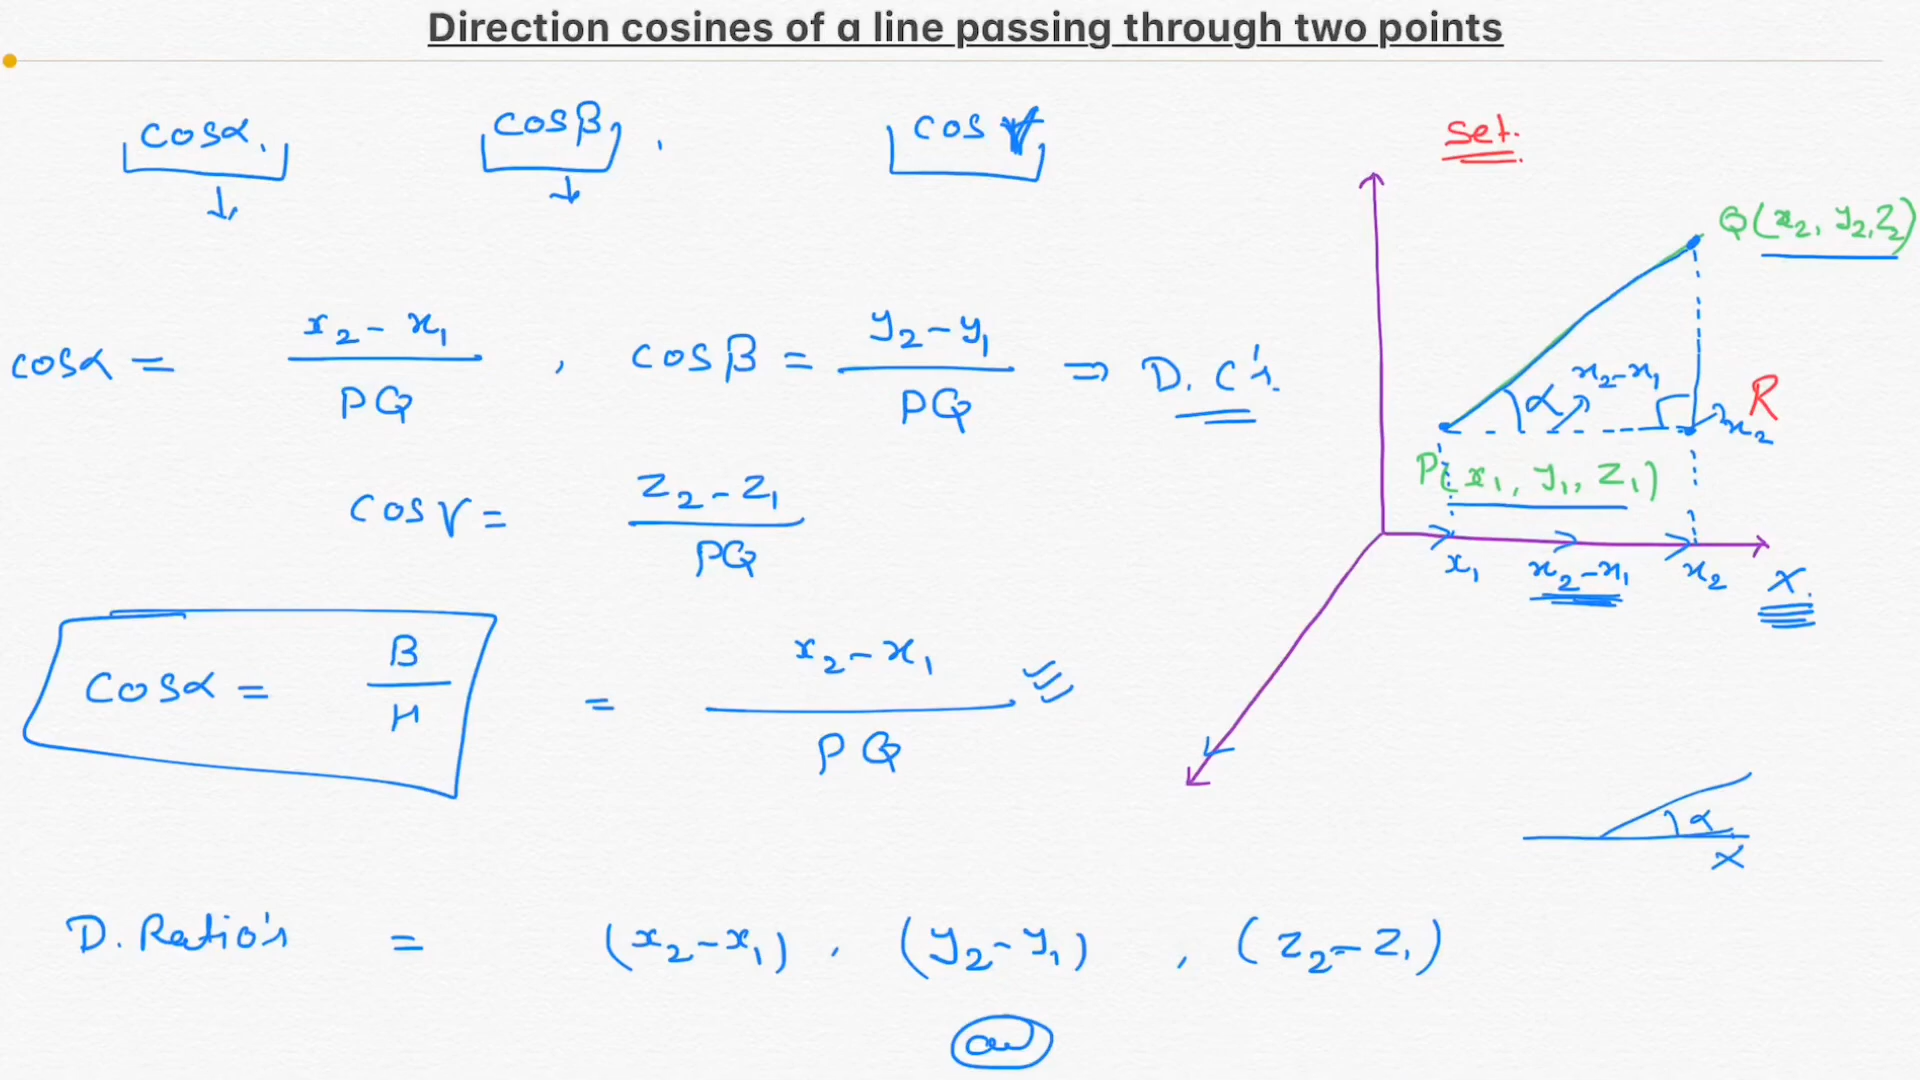 Direction cosines of a line passing through two points
cosα, cosβ, cos γ
Set.
Q(x₂, y₂, z₂)
cosα = x₂ - x₁ / PQ , cosβ = y₂ - y₁ / PQ ⇒ D. C's.
α x₂-x₁ R
x₂
P(x₁, y₁, z₁)
cosγ = z₂ - z₁ / PQ
x₁ x₂-x₁ x₂ X.
cosα = B / H = x₂ - x₁ / PQ
α
X
D. Ratio's = (x₂-x₁) , (y₂-y₁) , (z₂-z₁)